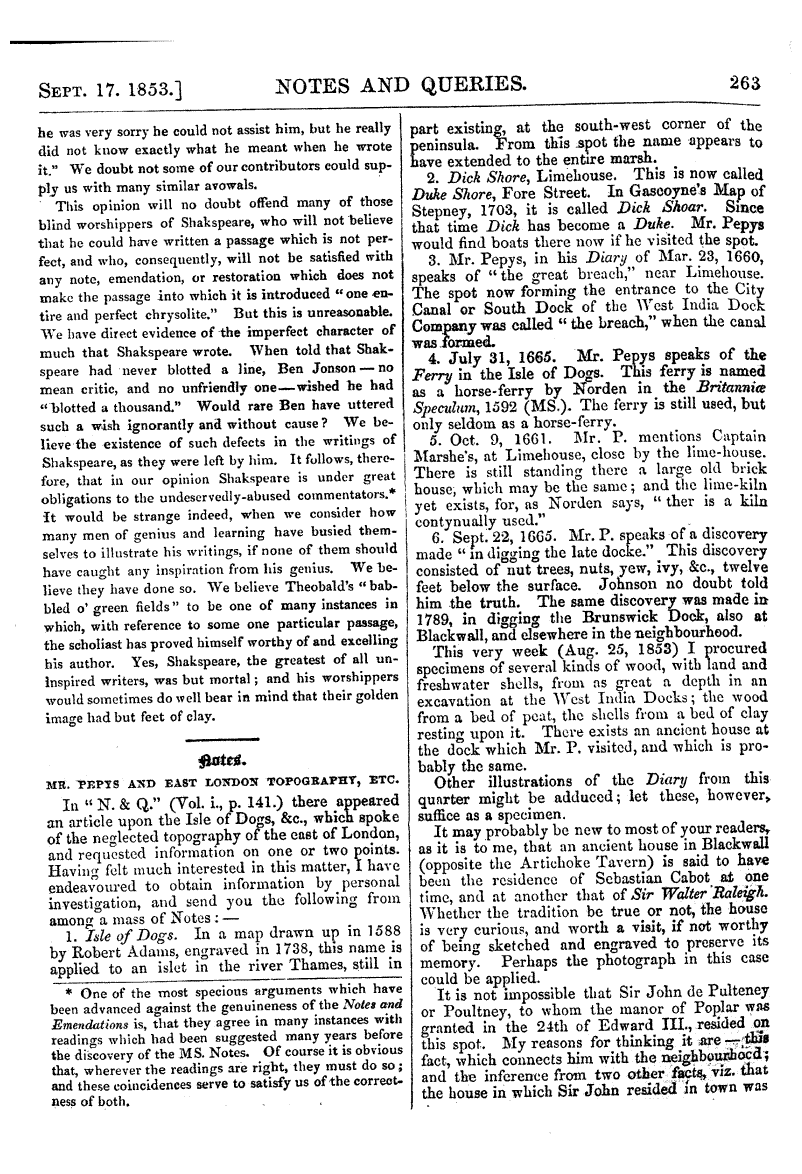 SEPT. 17. 1853.] NOTES AND QUERIES. 263
he was very sorry he could not assist him, but he really
did not know exactly what he meant when he wrote
it." We doubt not some of our contributors could sup-
ply us with many similar avowals.
This opinion will no doubt offend many of those
blind worshippers of Shakspeare, who will not believe
that he could have written a passage which is not per-
fect, and who, consequently, will not be satisfied with
any note, emendation, or restoration which does not
make the passage into which it is introduced "one en-
tire and perfect chrysolite." But this is unreasonable.
We have direct evidence of the imperfect character of
much that Shakspeare wrote. When told that Shak-
speare had never blotted a line, Ben Jonson — no
mean critic, and no unfriendly one — wished he had
"blotted a thousand." Would rare Ben have uttered
such a wish ignorantly and without cause? We be-
lieve the existence of such defects in the writings of
Shakspeare, as they were left by him. It follows, there-
fore, that in our opinion Shakspeare is under great
obligations to the undeservedly-abused commentators.*
It would be strange indeed, when we consider how
many men of genius and learning have busied them-
selves to illustrate his writings, if none of them should
have caught any inspiration from his genius. We be-
lieve they have done so. We believe Theobald's "bab-
bled o' green fields" to be one of many instances in
which, with reference to some one particular passage,
the scholiast has proved himself worthy of and excelling
his author. Yes, Shakspeare, the greatest of all un-
inspired writers, was but mortal; and his worshippers
would sometimes do well bear in mind that their golden
image had but feet of clay.
Notes.
MR. PEPYS AND EAST LONDON TOPOGRAPHY, ETC.
In "N. & Q." (Vol. i., p. 141.) there appeared
an article upon the Isle of Dogs, &c., which spoke
of the neglected topography of the east of London,
and requested information on one or two points.
Having felt much interested in this matter, I have
endeavoured to obtain information by personal
investigation, and send you the following from
among a mass of Notes: —
1. Isle of Dogs. In a map drawn up in 1588
by Robert Adams, engraved in 1738, this name is
applied to an islet in the river Thames, still in
* One of the most specious arguments which have
been advanced against the genuineness of the Notes and
Emendations is, that they agree in many instances with
readings which had been suggested many years before
the discovery of the MS. Notes. Of course it is obvious
that, wherever the readings are right, they must do so;
and these coincidences serve to satisfy us of the correct-
ness of both.
part existing, at the south-west corner of the
peninsula. From this spot the name appears to
have extended to the entire marsh.
2. Dick Shore, Limehouse. This is now called
Duke Shore, Fore Street. In Gascoyne's Map of
Stepney, 1703, it is called Dick Shoar. Since
that time Dick has become a Duke. Mr. Pepys
would find boats there now if he visited the spot.
3. Mr. Pepys, in his Diary of Mar. 23, 1660,
speaks of "the great breach," near Limehouse.
The spot now forming the entrance to the City
Canal or South Dock of the West India Dock
Company was called "the breach," when the canal
was formed.
4. July 31, 1665. Mr. Pepys speaks of the
Ferry in the Isle of Dogs. This ferry is named
as a horse-ferry by Norden in the Britanniæ
Speculum, 1592 (MS.). The ferry is still used, but
only seldom as a horse-ferry.
5. Oct. 9, 1661. Mr. P. mentions Captain
Marshe's, at Limehouse, close by the lime-house.
There is still standing there a large old brick
house, which may be the same; and the lime-kiln
yet exists, for, as Norden says, "ther is a kiln
contynually used."
6. Sept. 22, 1665. Mr. P. speaks of a discovery
made "in digging the late docke." This discovery
consisted of nut trees, nuts, yew, ivy, &c., twelve
feet below the surface. Johnson no doubt told
him the truth. The same discovery was made in
1789, in digging the Brunswick Dock, also at
Blackwall, and elsewhere in the neighbourhood.
This very week (Aug. 25, 1853) I procured
specimens of several kinds of wood, with land and
freshwater shells, from as great a depth in an
excavation at the West India Docks; the wood
from a bed of peat, the shells from a bed of clay
resting upon it. There exists an ancient house at
the dock which Mr. P. visited, and which is pro-
bably the same.
Other illustrations of the Diary from this
quarter might be adduced; let these, however,
suffice as a specimen.
It may probably be new to most of your readers,
as it is to me, that an ancient house in Blackwall
(opposite the Artichoke Tavern) is said to have
been the residence of Sebastian Cabot at one
time, and at another that of Sir Walter Raleigh.
Whether the tradition be true or not, the house
is very curious, and worth a visit, if not worthy
of being sketched and engraved to preserve its
memory. Perhaps the photograph in this case
could be applied.
It is not impossible that Sir John de Pulteney
or Poultney, to whom the manor of Poplar was
granted in the 24th of Edward III., resided on
this spot. My reasons for thinking it are — this
fact, which connects him with the neighbourhood;
and the inference from two other facts, viz. that
the house in which Sir John resided in town was